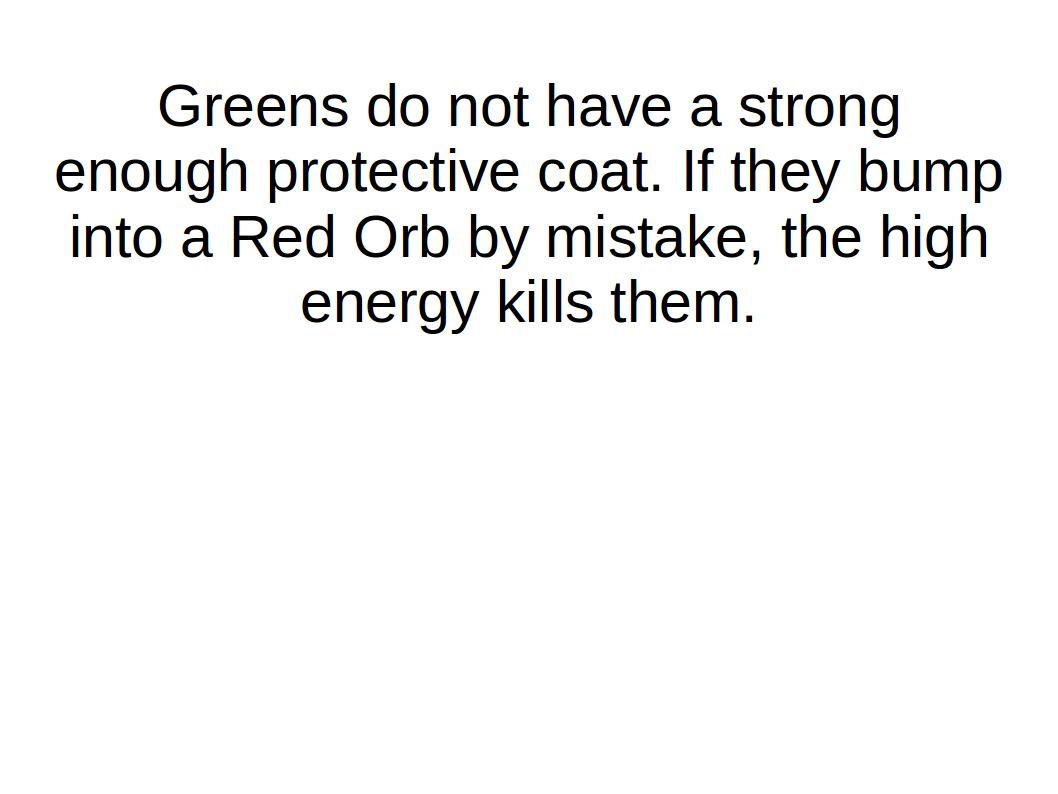 Greens do not have a strong
enough protective coat. If they bump
into a Red Orb by mistake, the high
energy kills them.